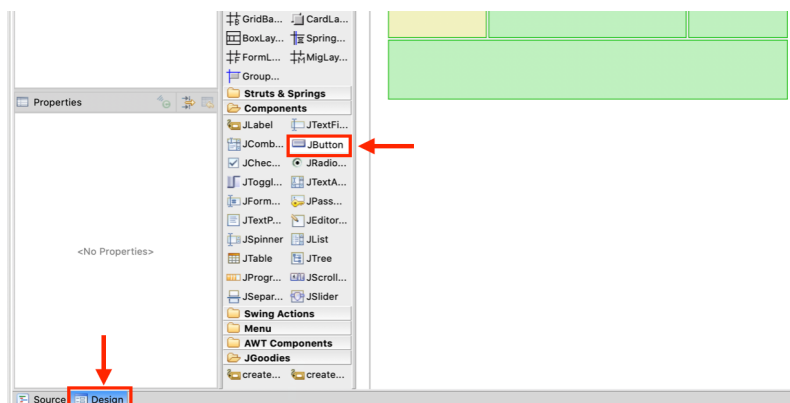 GridBa... CardLa...
BoxLay... Spring...
FormL... MigLay...
Group...
Struts & Springs
Properties
Components
JLabel JTextFi...
JComb... JButton
JChec... JRadio...
JToggl... JTextA...
JForm... JPass...
JTextP... JEditor...
JSpinner JList
<No Properties>
JTable JTree
JProgr... JScroll...
JSepar... JSlider
Swing Actions
Menu
AWT Components
JGoodies
create... create...
Source Design